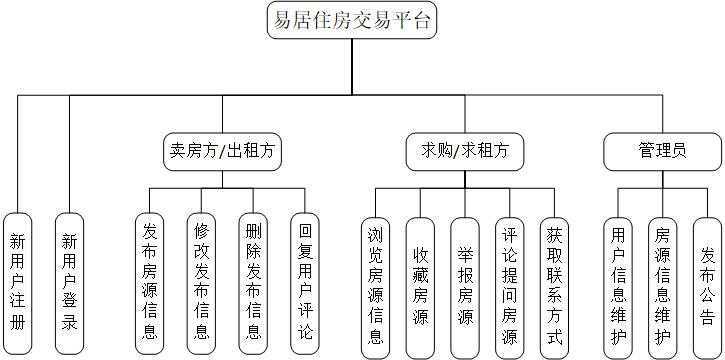 易居住房交易平台
卖房方/出租方
求购/求租方
管理员
新用户注册
新用户登录
发布房源信息
修改发布信息
删除发布信息
回复用户评论
浏览房源信息
收藏房源
举报房源
评论提问房源
获取联系方式
用户信息维护
房源信息维护
发布公告